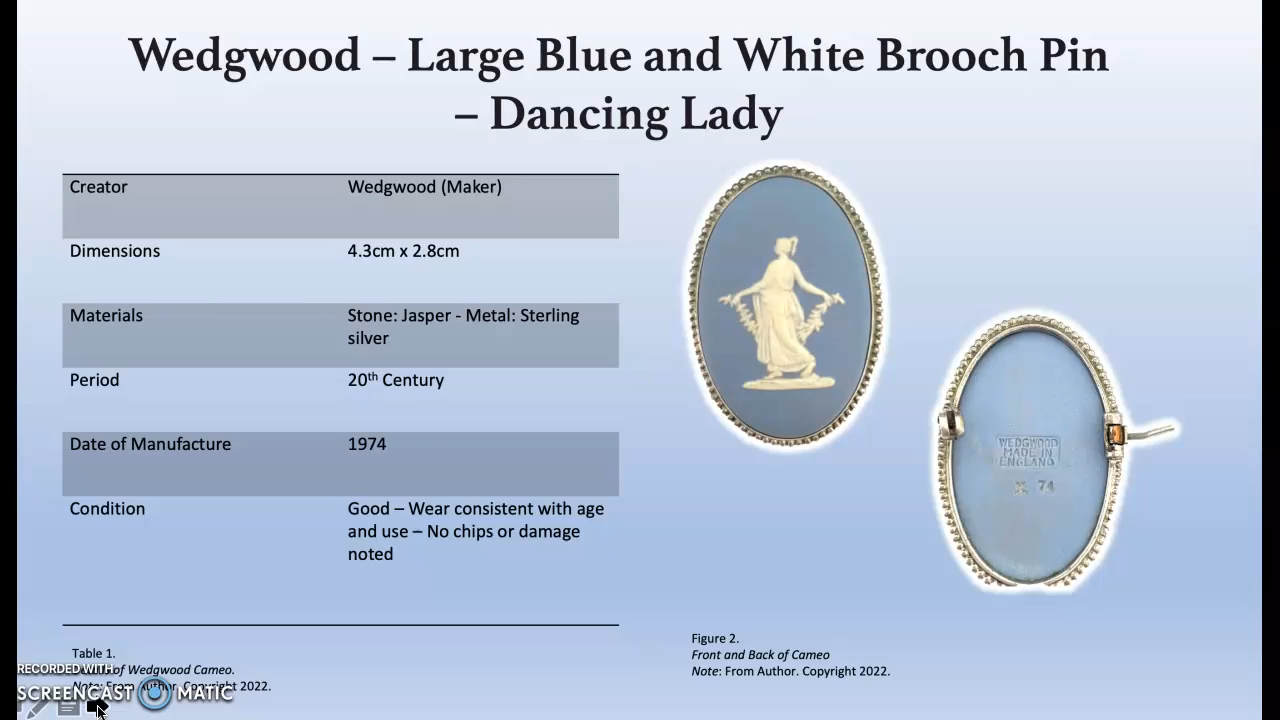 Wedgwood – Large Blue and White Brooch Pin
– Dancing Lady
Creator Wedgwood (Maker)
Dimensions 4.3cm x 2.8cm
Materials Stone: Jasper - Metal: Sterling
silver
Period 20th Century
Date of Manufacture 1974
Condition Good – Wear consistent with age
and use – No chips or damage
noted
WEDGWOOD
MADE IN
ENGLAND
74
Table 1.
of Wedgwood Cameo.
Note: From Author. Copyright 2022.
RECORDED WITH
SCREENCAST MATIC
Figure 2.
Front and Back of Cameo
Note: From Author. Copyright 2022.